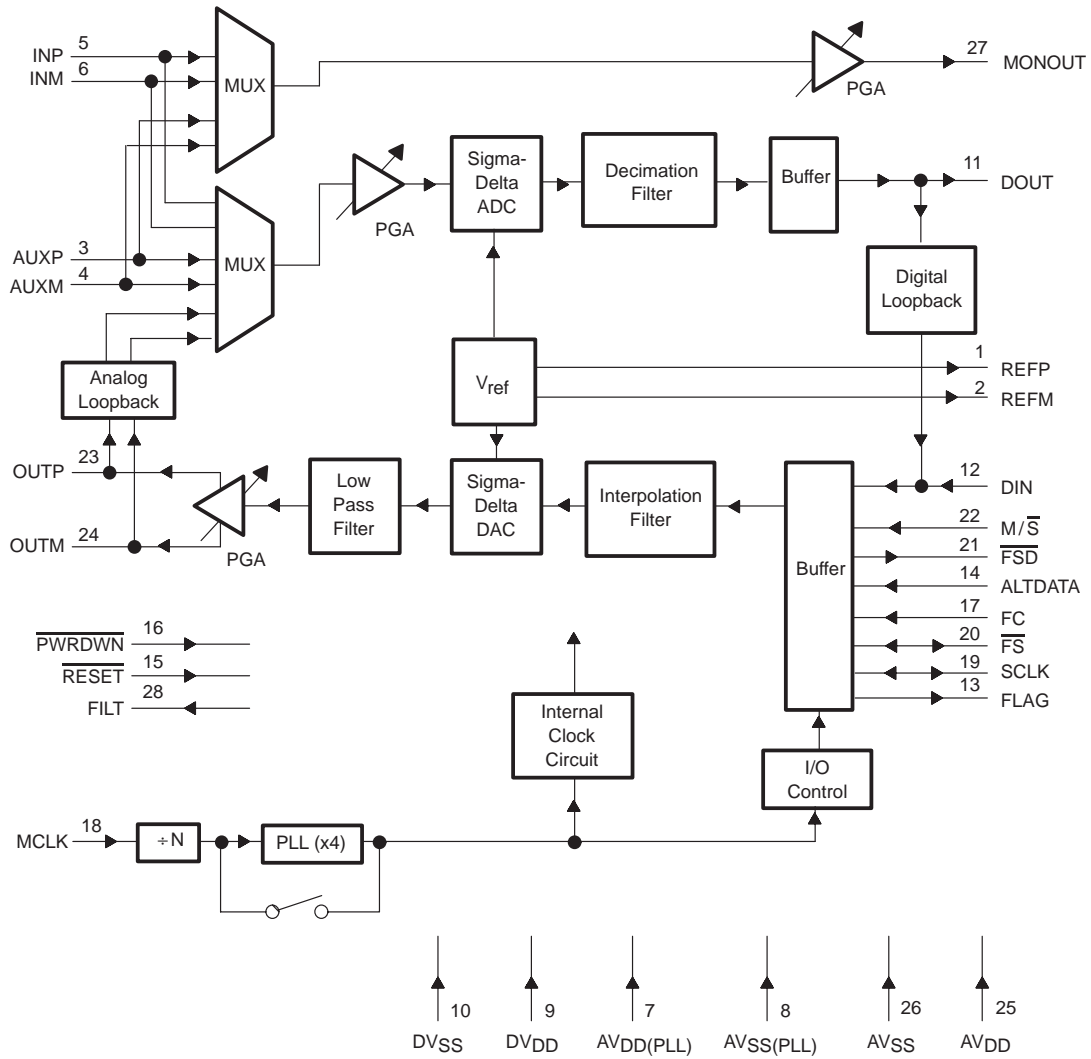 INP 5
INM 6
MUX
PGA
27 MONOUT
Sigma-
Delta
ADC
Decimation
Filter
Buffer
11 DOUT
PGA
AUXP 3
AUXM 4
MUX
Digital
Loopback
Analog
Loopback
Vref
1 REFP
2 REFM
OUTP 23
OUTM 24
PGA
Low
Pass
Filter
Sigma-
Delta
DAC
Interpolation
Filter
Buffer
12 DIN
22 M/S̅
21 F̅S̅D̅
14 ALTDATA
17 FC
20 F̅S̅
19 SCLK
13 FLAG
P̅W̅R̅D̅W̅N̅ 16
R̅E̅S̅E̅T̅ 15
FILT 28
Internal
Clock
Circuit
I/O
Control
MCLK 18
÷N
PLL (x4)
10 9 7 8 26 25
DVSS DVDD AVDD(PLL) AVSS(PLL) AVSS AVDD